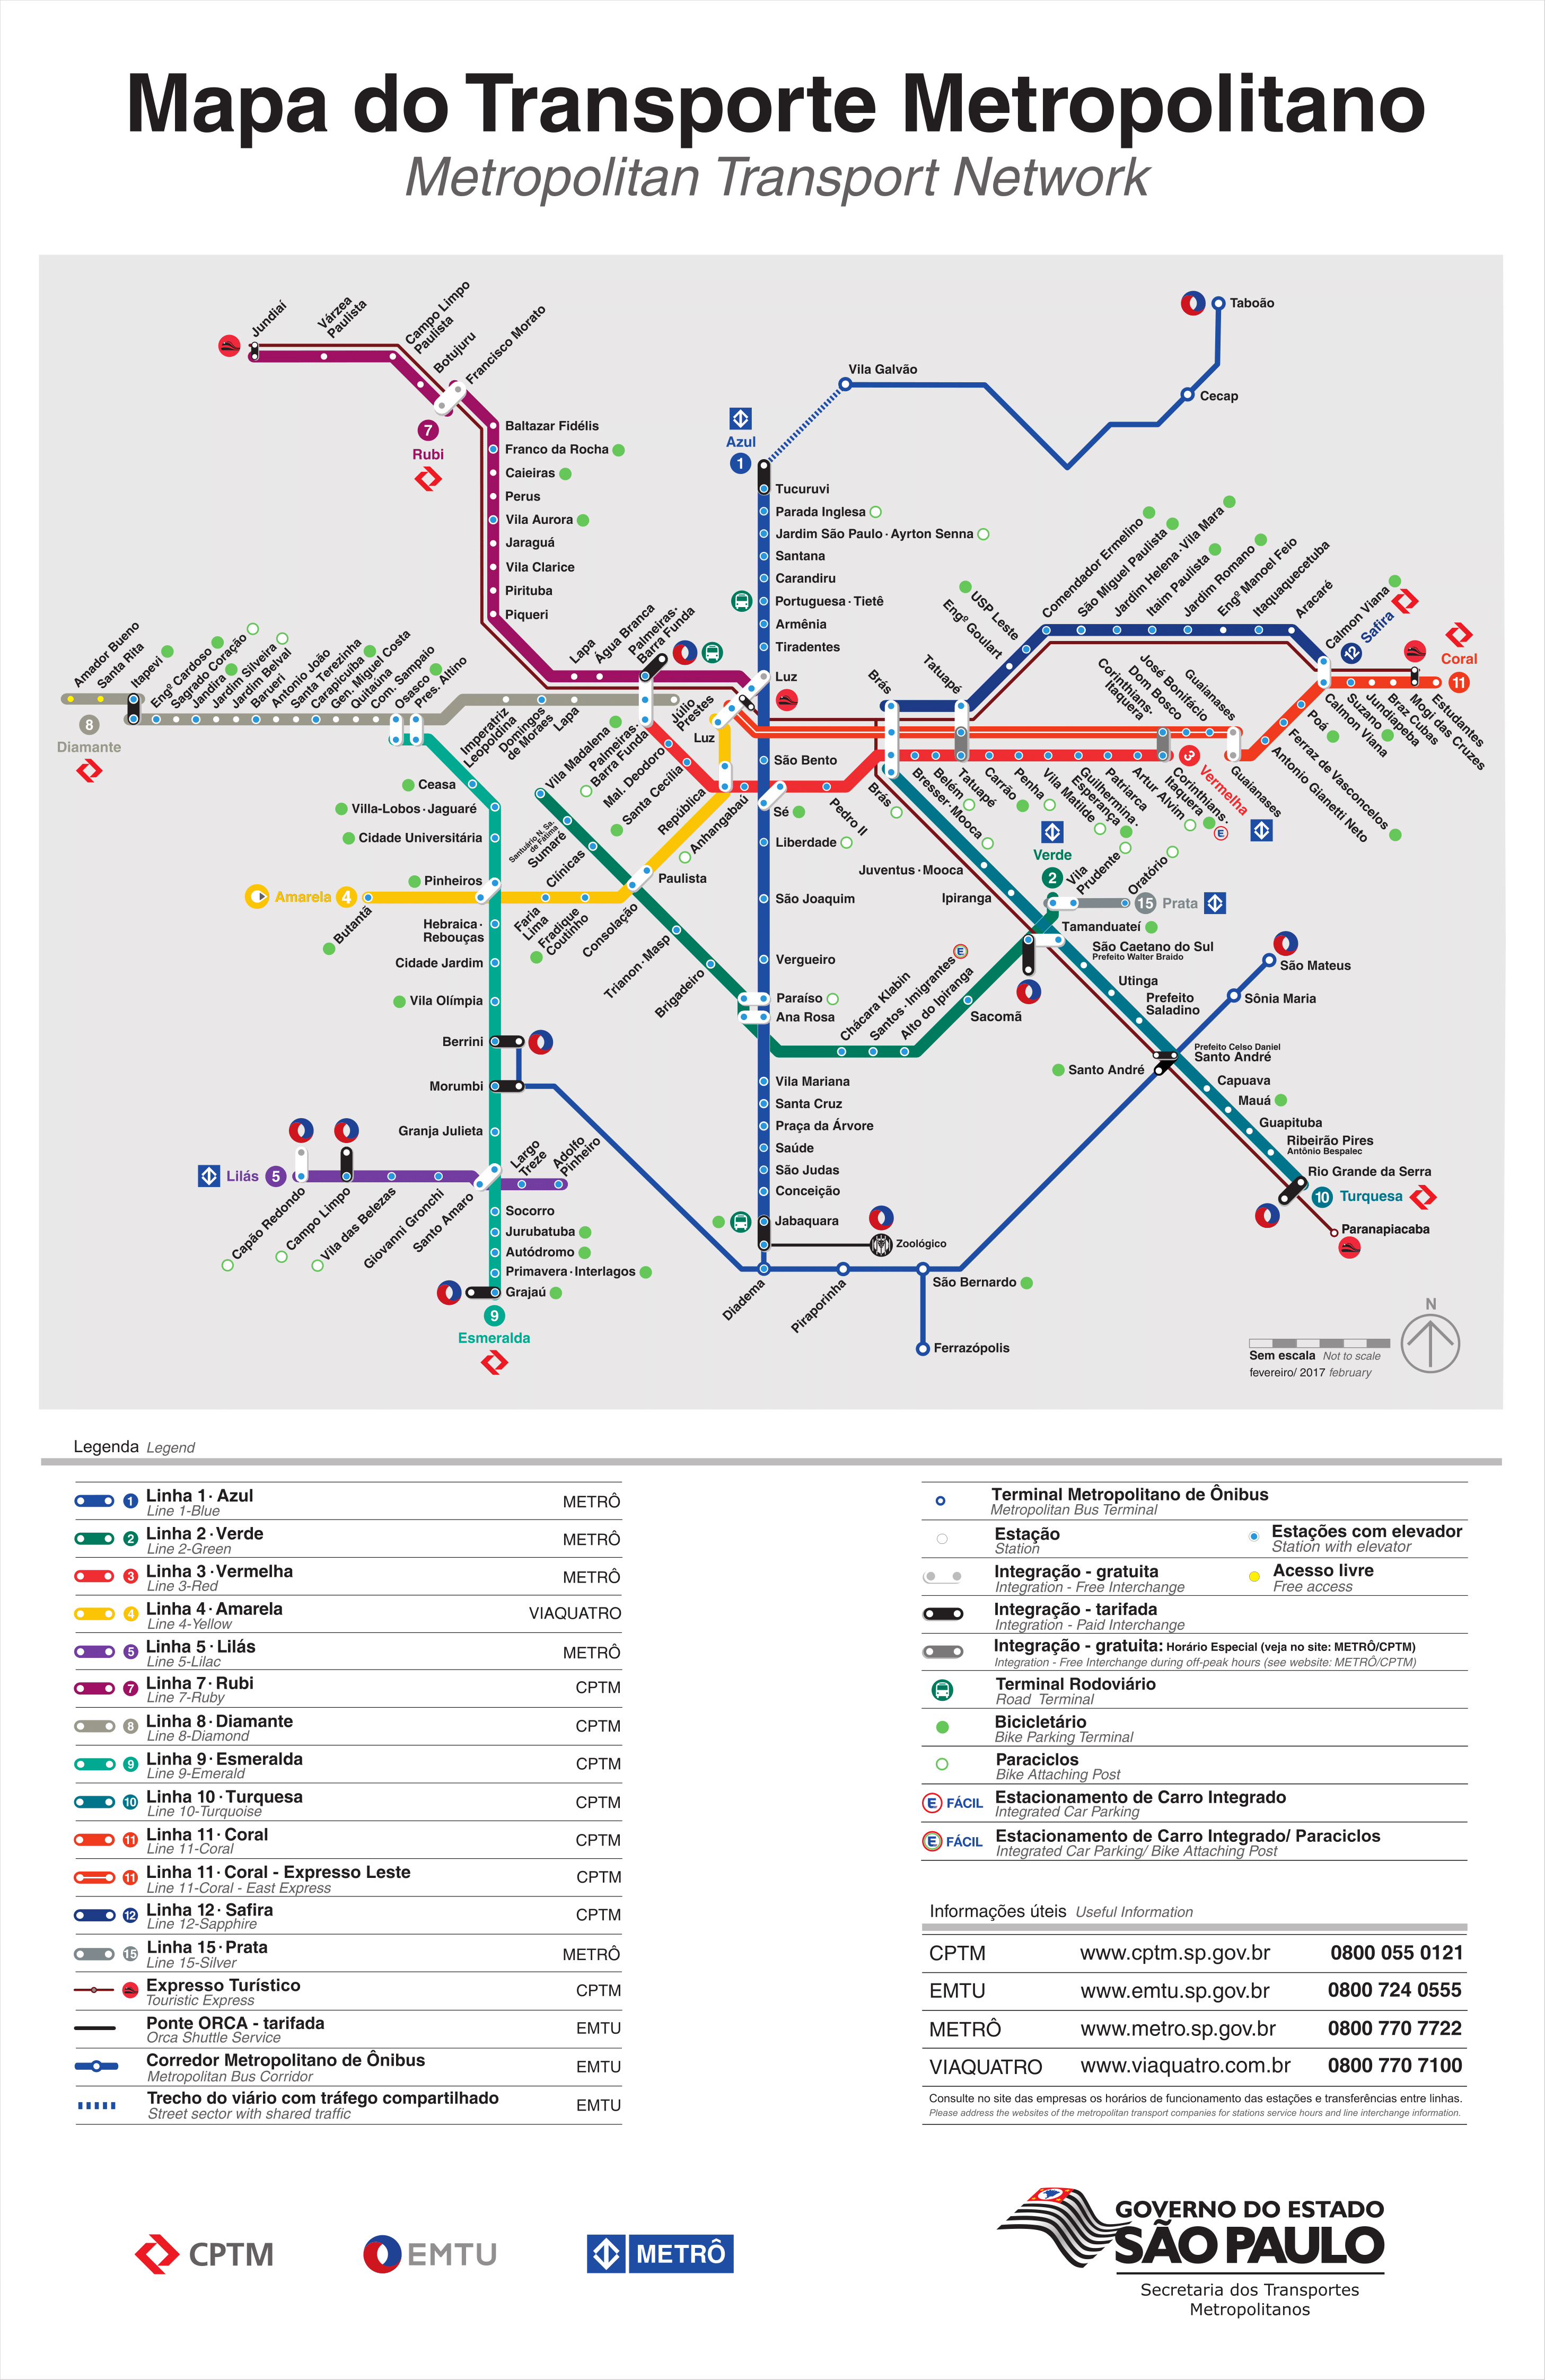 Mapa do Transporte Metropolitano
Metropolitan Transport Network
Jundiaí
Várzea
Paulista
Campo Limpo
Paulista
Botujuru
Francisco Morato
7
Rubi
Baltazar Fidélis
Franco da Rocha
Caieiras
Perus
Vila Aurora
Jaraguá
Vila Clarice
Pirituba
Piqueri
Lapa
Água Branca
Palmeiras·
Barra Funda
Luz
Taboão
Vila Galvão
Cecap
Azul
1
Tucuruvi
Parada Inglesa
Jardim São Paulo · Ayrton Senna
Santana
Carandiru
Portuguesa · Tietê
Armênia
Tiradentes
São Bento
Sé
Liberdade
São Joaquim
Vergueiro
Paraíso
Ana Rosa
Vila Mariana
Santa Cruz
Praça da Árvore
Saúde
São Judas
Conceição
Jabaquara
Zoológico
Amador Bueno
Santa Rita
Itapevi
Engº Cardoso
Sagrado Coração
Jandira
Jardim Silveira
Jardim Belval
Barueri
Antonio João
Santa Terezinha
Carapicuíba
Gen. Miguel Costa
Quitaúna
Com. Sampaio
Osasco
Pres. Altino
8
Diamante
Imperatriz
Leopoldina
Domingos
de Moraes
Lapa
Júlio
Prestes
Luz
Ceasa
Villa-Lobos · Jaguaré
Cidade Universitária
Pinheiros
Hebraica ·
Rebouças
Cidade Jardim
Vila Olímpia
Berrini
Morumbi
Granja Julieta
Santo Amaro
Socorro
Jurubatuba
Autódromo
Primavera · Interlagos
Grajaú
9
Esmeralda
Vila Madalena
Santuário N. Sa.
de Fátima
Sumaré
Clínicas
Consolação
Trianon · Masp
Brigadeiro
Chácara Klabin
Santos · Imigrantes
E
Alto do Ipiranga
Sacomã
Tamanduateí
Vila
Prudente
Verde
2
Oratório
15 Prata
Palmeiras·
Barra Funda
Mal. Deodoro
Santa Cecília
República
Anhangabaú
Pedro II
Brás
Bresser · Mooca
Belém
Tatuapé
Carrão
Penha
Vila Matilde
Guilhermina ·
Esperança
Patriarca
Artur Alvim
Corinthians·
Itaquera
E
3
Vermelha
Amarela 4
Butantã
Faria
Lima
Fradique
Coutinho
Paulista
Lilás 5
Capão Redondo
Campo Limpo
Vila das Belezas
Giovanni Gronchi
Largo
Treze
Adolfo
Pinheiro
Brás
Tatuapé
Engº Goulart
USP Leste
Comendador Ermelino
São Miguel Paulista
Jardim Helena · Vila Mara
Itaim Paulista
Jardim Romano
Engº Manoel Feio
Itaquaquecetuba
Aracaré
Calmon Viana
12
Safira
Coral
11
Corinthians·
Itaquera
Dom Bosco
José Bonifácio
Guaianases
Guaianases
Antonio Gianetti Neto
Ferraz de Vasconcelos
Poá
Calmon Viana
Suzano
Jundiapeba
Braz Cubas
Mogi das Cruzes
Estudantes
Juventus · Mooca
Ipiranga
São Caetano do Sul
Prefeito Walter Braido
Utinga
Prefeito
Saladino
Prefeito Celso Daniel
Santo André
Santo André
Capuava
Mauá
Guapituba
Ribeirão Pires
Antônio Bespalec
Rio Grande da Serra
10 Turquesa
Paranapiacaba
São Mateus
Sônia Maria
Diadema
Piraporinha
São Bernardo
Ferrazópolis
N
Sem escala Not to scale
fevereiro/ 2017 february
Legenda Legend
1 Linha 1 · Azul METRÔ
Line 1-Blue
2 Linha 2 · Verde METRÔ
Line 2-Green
3 Linha 3 · Vermelha METRÔ
Line 3-Red
4 Linha 4 · Amarela VIAQUATRO
Line 4-Yellow
5 Linha 5 · Lilás METRÔ
Line 5-Lilac
7 Linha 7 · Rubi CPTM
Line 7-Ruby
8 Linha 8 · Diamante CPTM
Line 8-Diamond
9 Linha 9 · Esmeralda CPTM
Line 9-Emerald
10 Linha 10 · Turquesa CPTM
Line 10-Turquoise
11 Linha 11 · Coral CPTM
Line 11-Coral
11 Linha 11 · Coral - Expresso Leste CPTM
Line 11-Coral - East Express
12 Linha 12 · Safira CPTM
Line 12-Sapphire
15 Linha 15 · Prata METRÔ
Line 15-Silver
Expresso Turístico CPTM
Touristic Express
Ponte ORCA - tarifada EMTU
Orca Shuttle Service
Corredor Metropolitano de Ônibus EMTU
Metropolitan Bus Corridor
Trecho do viário com tráfego compartilhado EMTU
Street sector with shared traffic
Terminal Metropolitano de Ônibus
Metropolitan Bus Terminal
Estação
Station
Estações com elevador
Station with elevator
Integração - gratuita
Integration - Free Interchange
Acesso livre
Free access
Integração - tarifada
Integration - Paid Interchange
Integração - gratuita: Horário Especial (veja no site: METRÔ/CPTM)
Integration - Free Interchange during off-peak hours (see website: METRÔ/CPTM)
Terminal Rodoviário
Road Terminal
Bicicletário
Bike Parking Terminal
Paraciclos
Bike Attaching Post
E FÁCIL Estacionamento de Carro Integrado
Integrated Car Parking
E FÁCIL Estacionamento de Carro Integrado/ Paraciclos
Integrated Car Parking/ Bike Attaching Post
Informações úteis Useful Information
CPTM www.cptm.sp.gov.br 0800 055 0121
EMTU www.emtu.sp.gov.br 0800 724 0555
METRÔ www.metro.sp.gov.br 0800 770 7722
VIAQUATRO www.viaquatro.com.br 0800 770 7100
Consulte no site das empresas os horários de funcionamento das estações e transferências entre linhas.
Please address the websites of the metropolitan transport companies for stations service hours and line interchange information.
CPTM
EMTU
METRÔ
GOVERNO DO ESTADO
SÃO PAULO
Secretaria dos Transportes
Metropolitanos